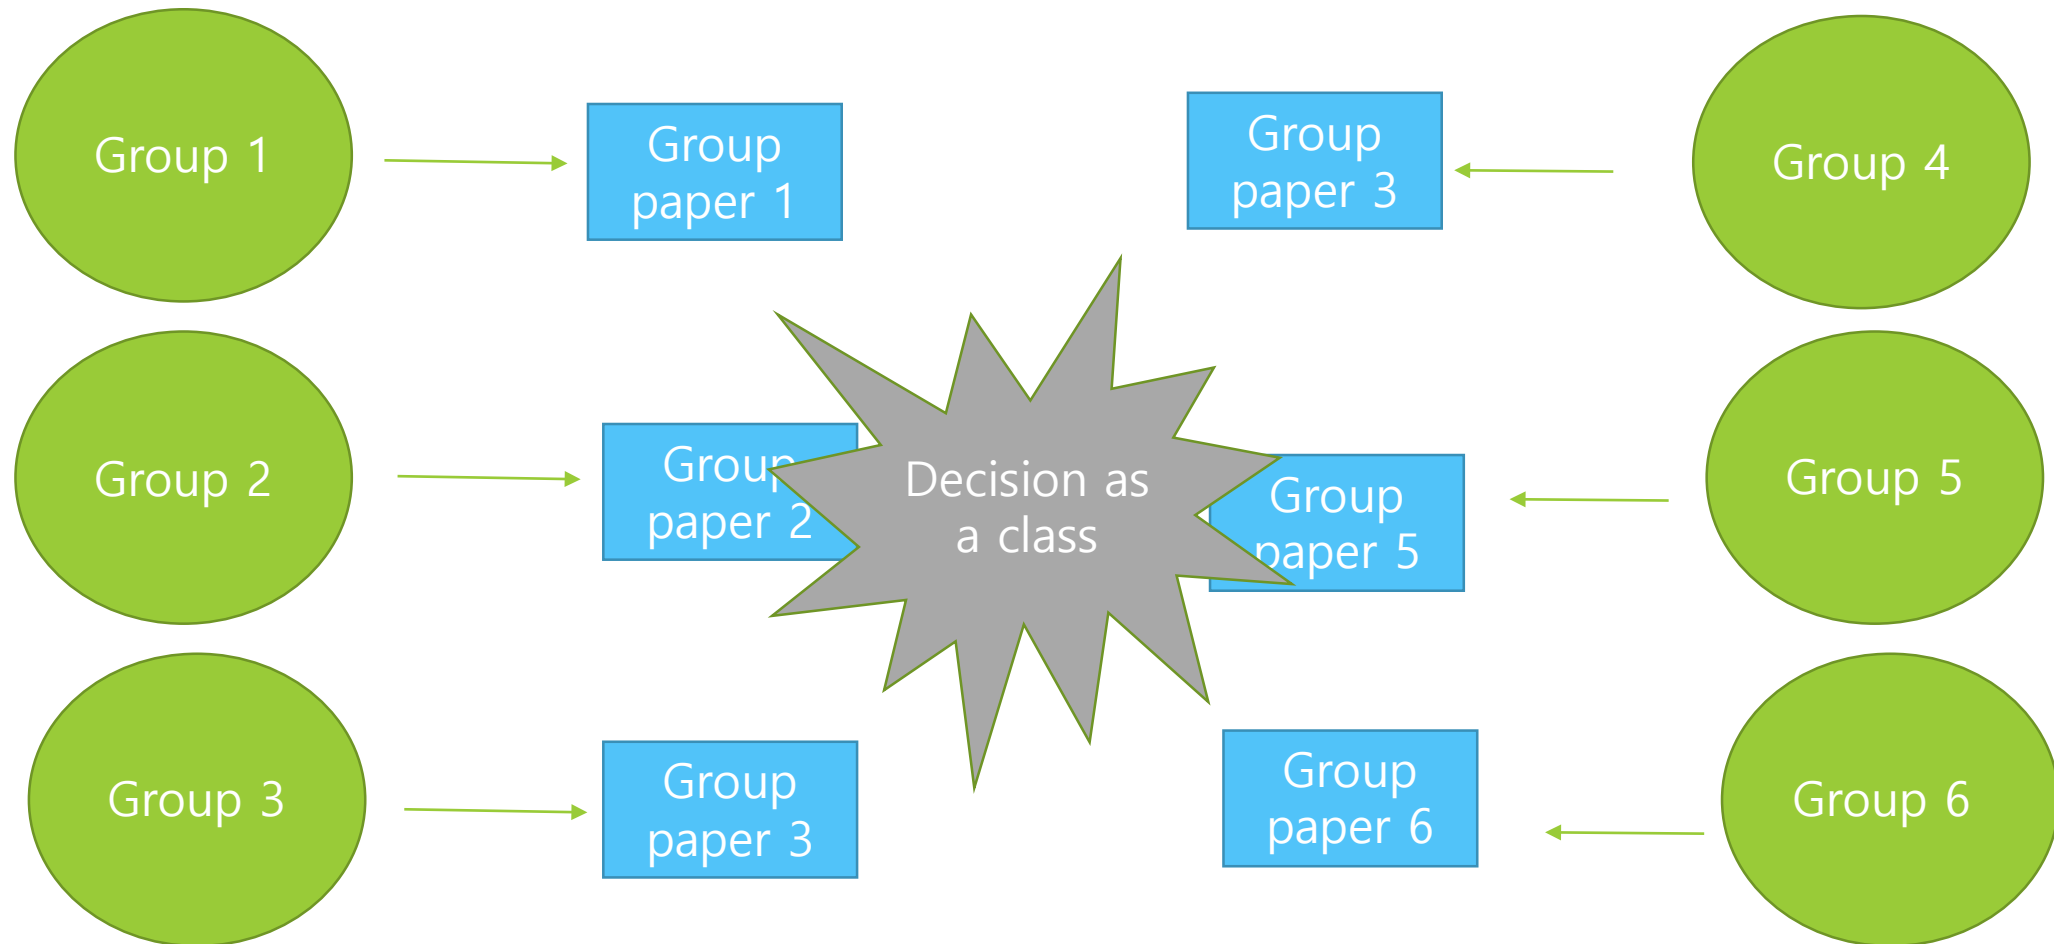 Group 1
Group
paper 1
Group
paper 3
Group 4
Group 2
Group
paper 2
Decision as
a class
Group
paper 5
Group 5
Group 3
Group
paper 3
Group
paper 6
Group 6